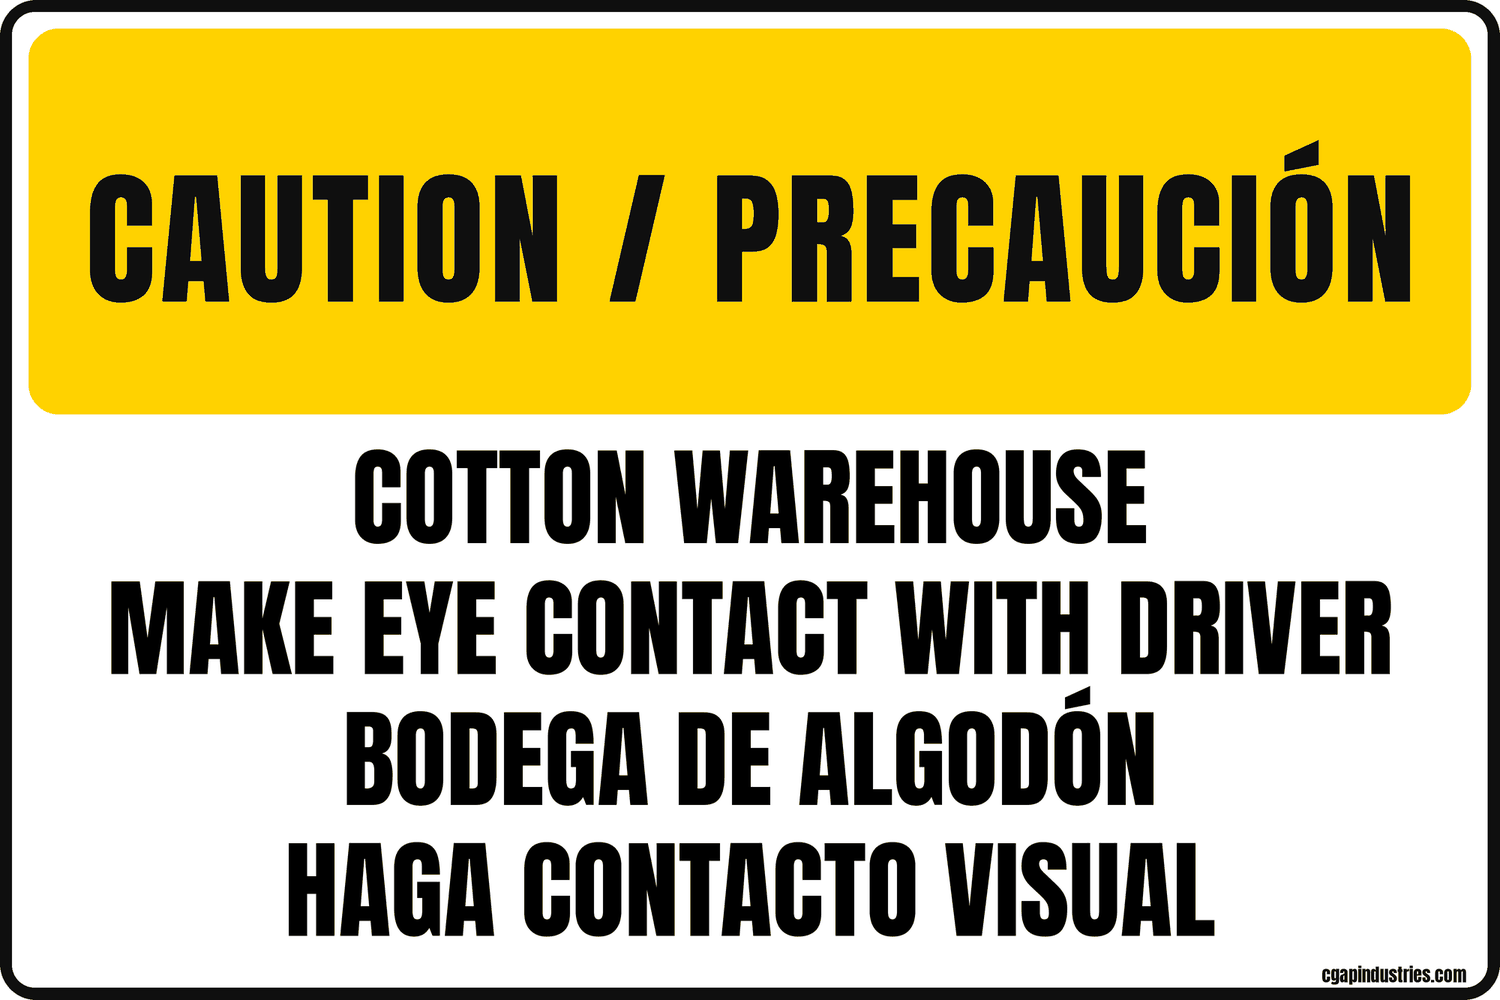 CAUTION / PRECAUCIÓN
COTTON WAREHOUSE
MAKE EYE CONTACT WITH DRIVER
BODEGA DE ALGODÓN
HAGA CONTACTO VISUAL
cgapindustries.com